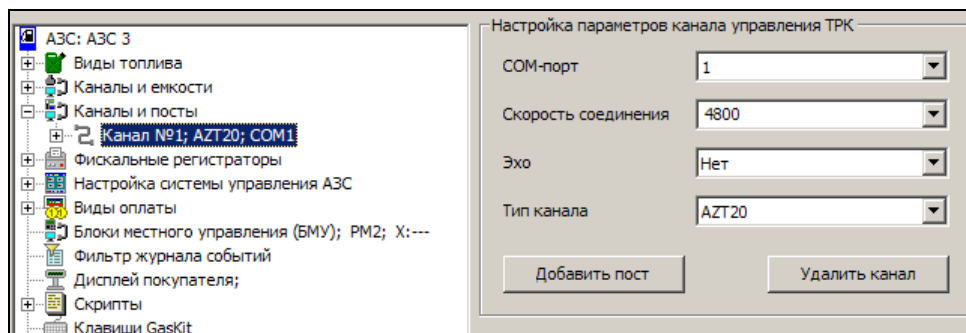 АЗС: АЗС 3
Виды топлива
Каналы и емкости
Каналы и посты
Канал №1; AZT20; COM1
Фискальные регистраторы
Настройка системы управления АЗС
Виды оплаты
Блоки местного управления (БМУ); PM2; X:---
Фильтр журнала событий
Дисплей покупателя;
Скрипты
Клавиши GasKit
Настройка параметров канала управления ТРК
COM-порт 1
Скорость соединения 4800
Эхо Нет
Тип канала AZT20
Добавить пост Удалить канал